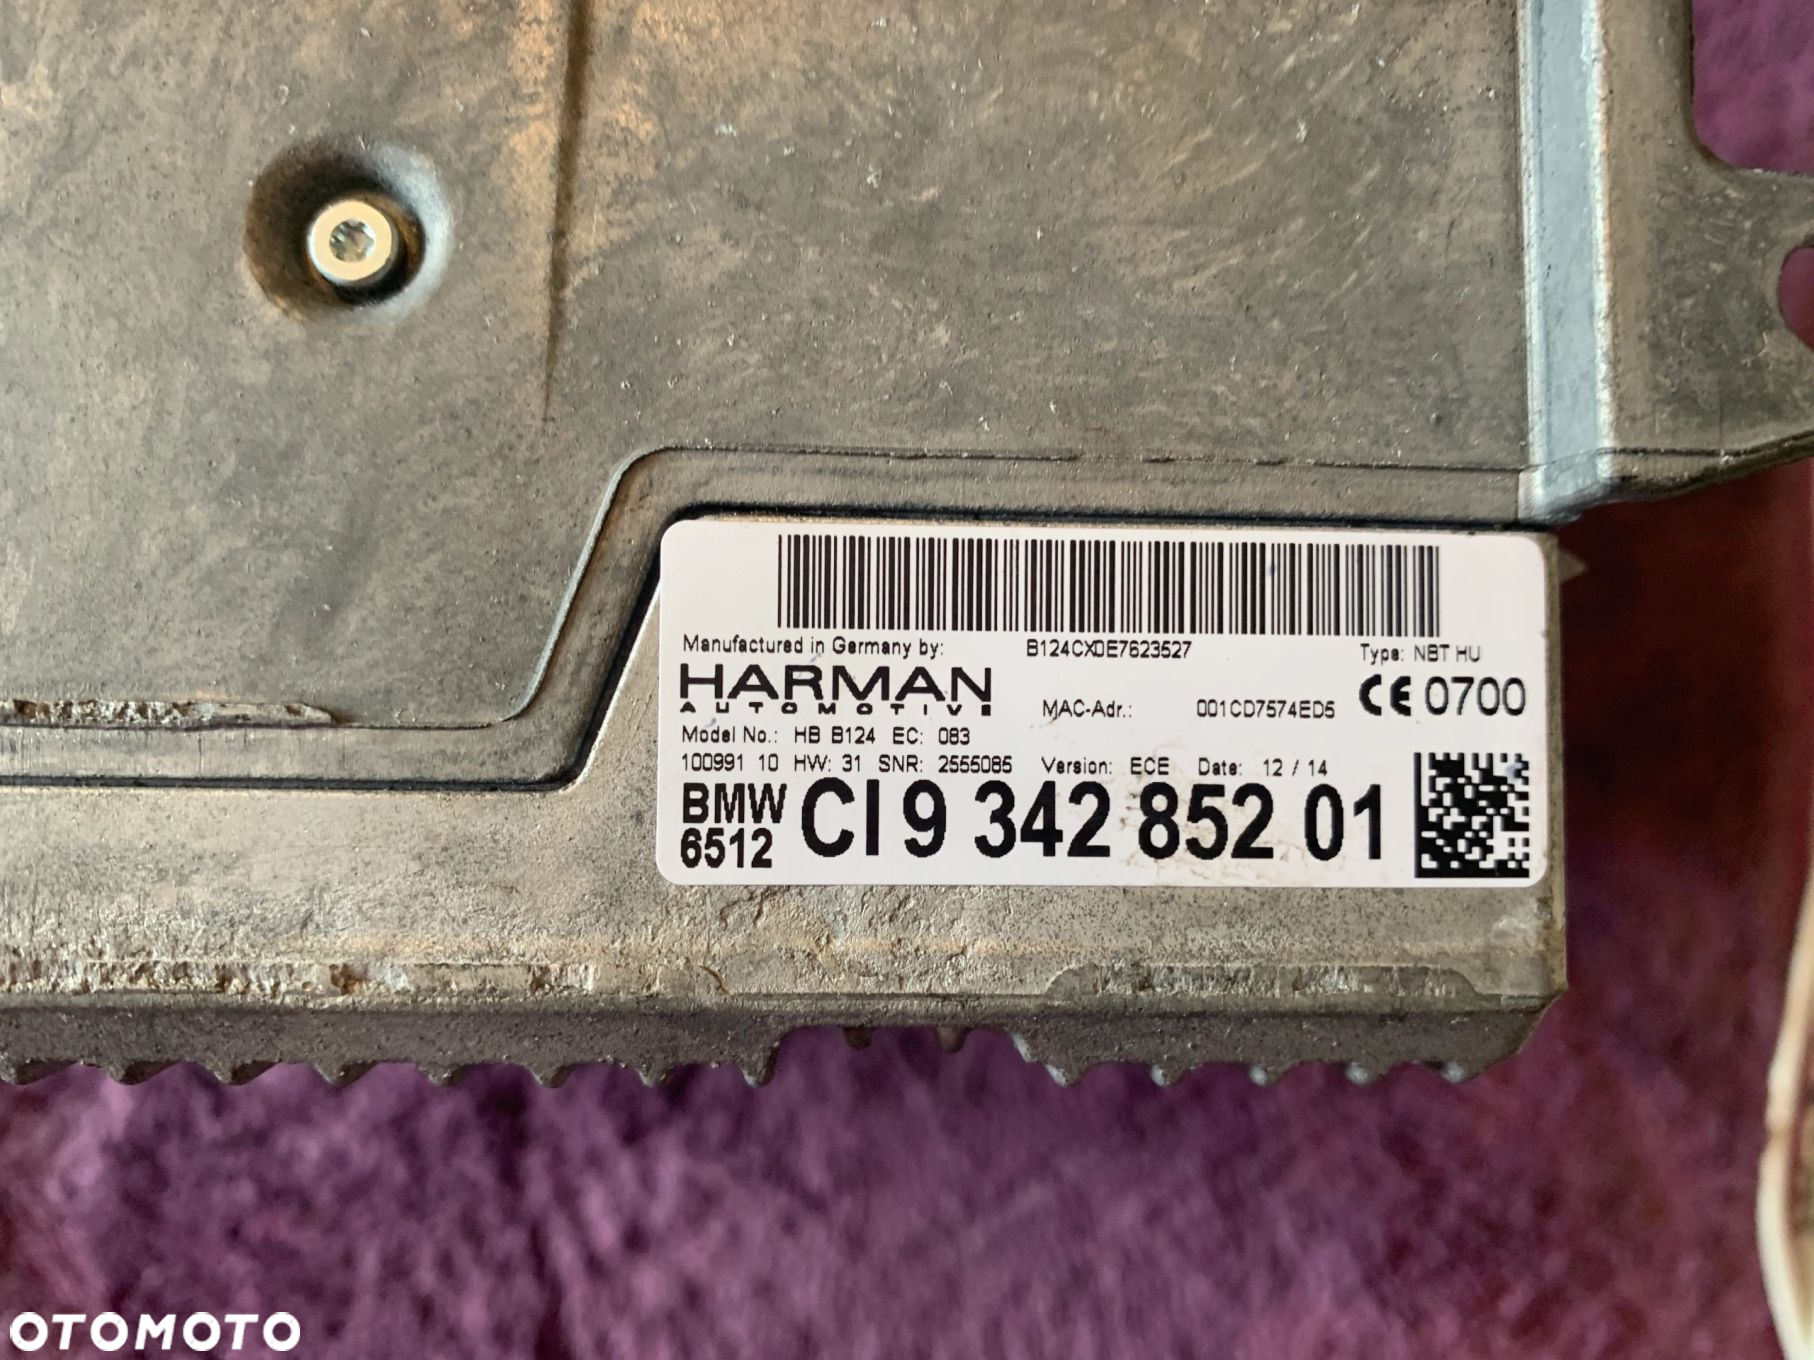 Manufactured in Germany by: B124CXDE7623527 Type: NBT HU
HARMAN
AUTOMOTIVE
MAC-Adr.: 001CD7574ED5 CE 0700
Model No.: HB B124 EC: 083
100991 10 HW: 31 SNR: 2555085 Version: ECE Date: 12 / 14
BMW
6512
CI 9 342 852 01
OTOMOTO